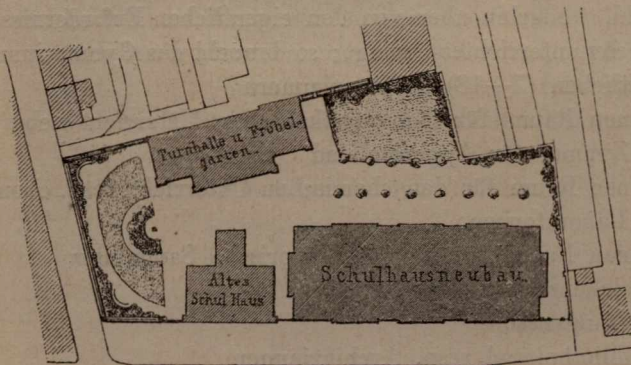 Turnhalle u Fröbel-
garten.
Altes
Schul Haus
Schulhausneubau.